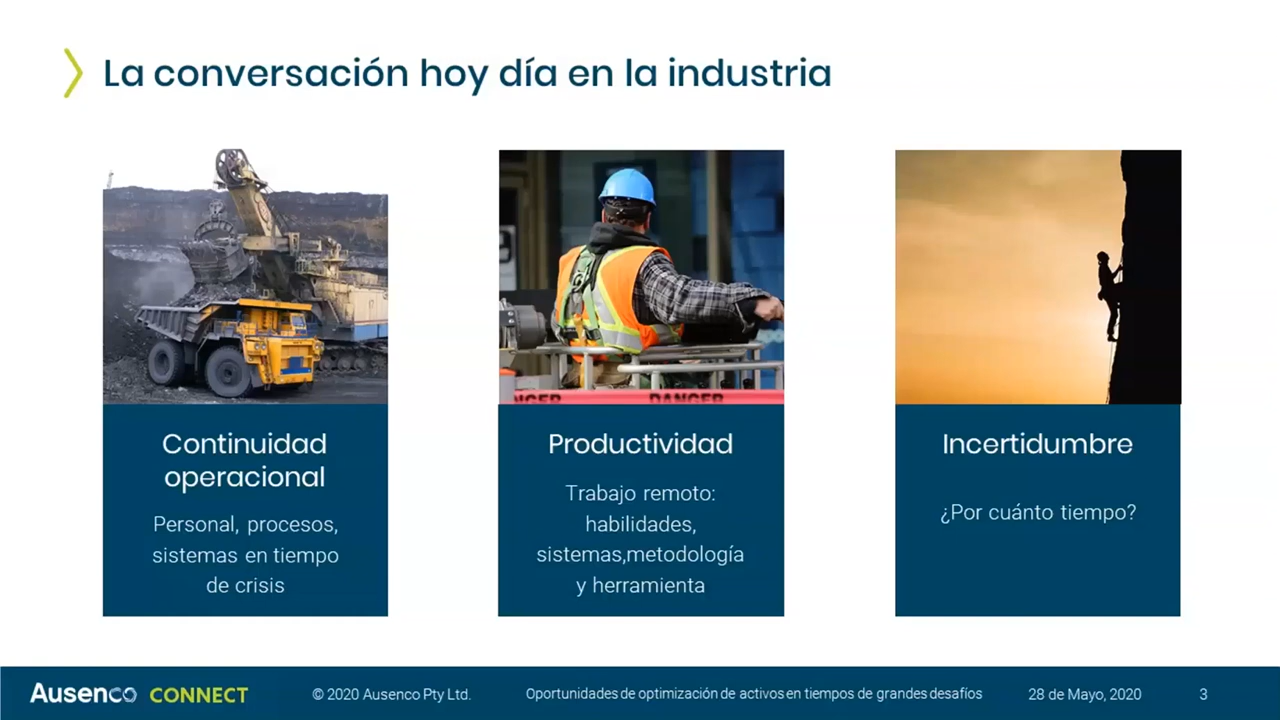 La conversación hoy día en la industria
DANGER
Continuidad
operacional
Personal, procesos,
sistemas en tiempo
de crisis
Productividad
Trabajo remoto:
habilidades,
sistemas,metodología
y herramienta
Incertidumbre
¿Por cuánto tiempo?
Ausenco CONNECT
© 2020 Ausenco Pty Ltd.
Oportunidades de optimización de activos en tiempos de grandes desafíos
28 de Mayo, 2020
3